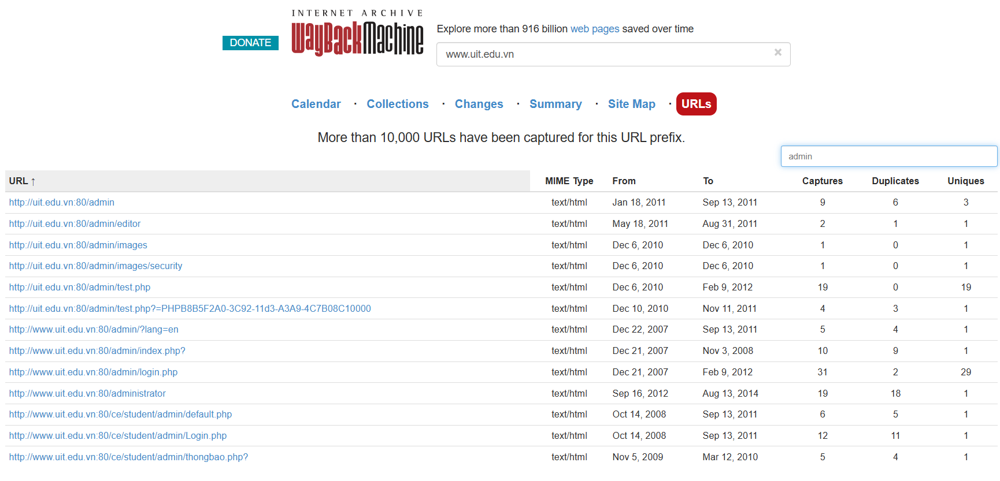 INTERNET ARCHIVE
DONATE
WayBackMachine
Explore more than 916 billion web pages saved over time
www.uit.edu.vn ×
Calendar · Collections · Changes · Summary · Site Map · URLs
More than 10,000 URLs have been captured for this URL prefix.
admin
URL ↑ MIME Type From To Captures Duplicates Uniques
http://uit.edu.vn:80/admin text/html Jan 18, 2011 Sep 13, 2011 9 6 3
http://uit.edu.vn:80/admin/editor text/html May 18, 2011 Aug 31, 2011 2 1 1
http://uit.edu.vn:80/admin/images text/html Dec 6, 2010 Dec 6, 2010 1 0 1
http://uit.edu.vn:80/admin/images/security text/html Dec 6, 2010 Dec 6, 2010 1 0 1
http://uit.edu.vn:80/admin/test.php text/html Dec 6, 2010 Feb 9, 2012 19 0 19
http://uit.edu.vn:80/admin/test.php?=PHPB8B5F2A0-3C92-11d3-A3A9-4C7B08C10000 text/html Dec 10, 2010 Nov 11, 2011 4 3 1
http://www.uit.edu.vn:80/admin/?lang=en text/html Dec 22, 2007 Sep 13, 2011 5 4 1
http://www.uit.edu.vn:80/admin/index.php? text/html Dec 21, 2007 Nov 3, 2008 10 9 1
http://www.uit.edu.vn:80/admin/login.php text/html Dec 21, 2007 Feb 9, 2012 31 2 29
http://www.uit.edu.vn:80/administrator text/html Sep 16, 2012 Aug 13, 2014 19 18 1
http://www.uit.edu.vn:80/ce/student/admin/default.php text/html Oct 14, 2008 Sep 13, 2011 6 5 1
http://www.uit.edu.vn:80/ce/student/admin/Login.php text/html Oct 14, 2008 Sep 13, 2011 12 11 1
http://www.uit.edu.vn:80/ce/student/admin/thongbao.php? text/html Nov 5, 2009 Mar 12, 2010 5 4 1